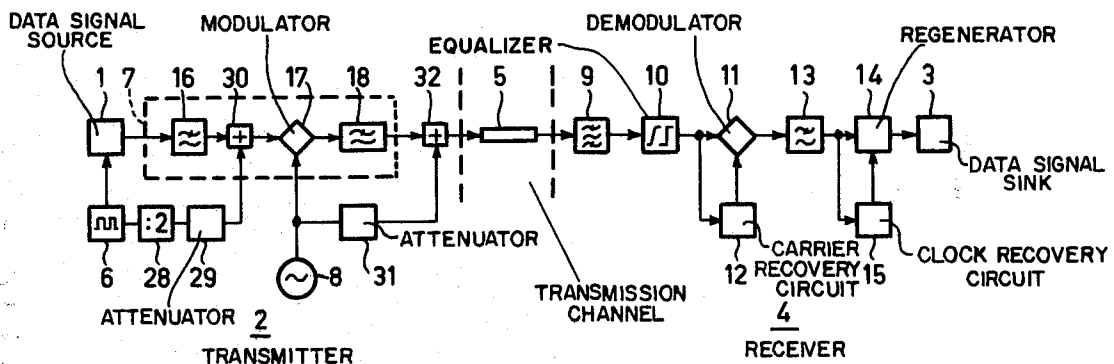 DATA SIGNAL
SOURCE
MODULATOR
DEMODULATOR
REGENERATOR
EQUALIZER
1 7 16 30 17 18 32 5 9 10 11 13 14 3
DATA SIGNAL
SINK
:2
6 28 29 8 31 12 15
ATTENUATOR
ATTENUATOR
CARRIER
RECOVERY
CIRCUIT
CLOCK RECOVERY
CIRCUIT
TRANSMISSION
CHANNEL
2
TRANSMITTER
4
RECEIVER